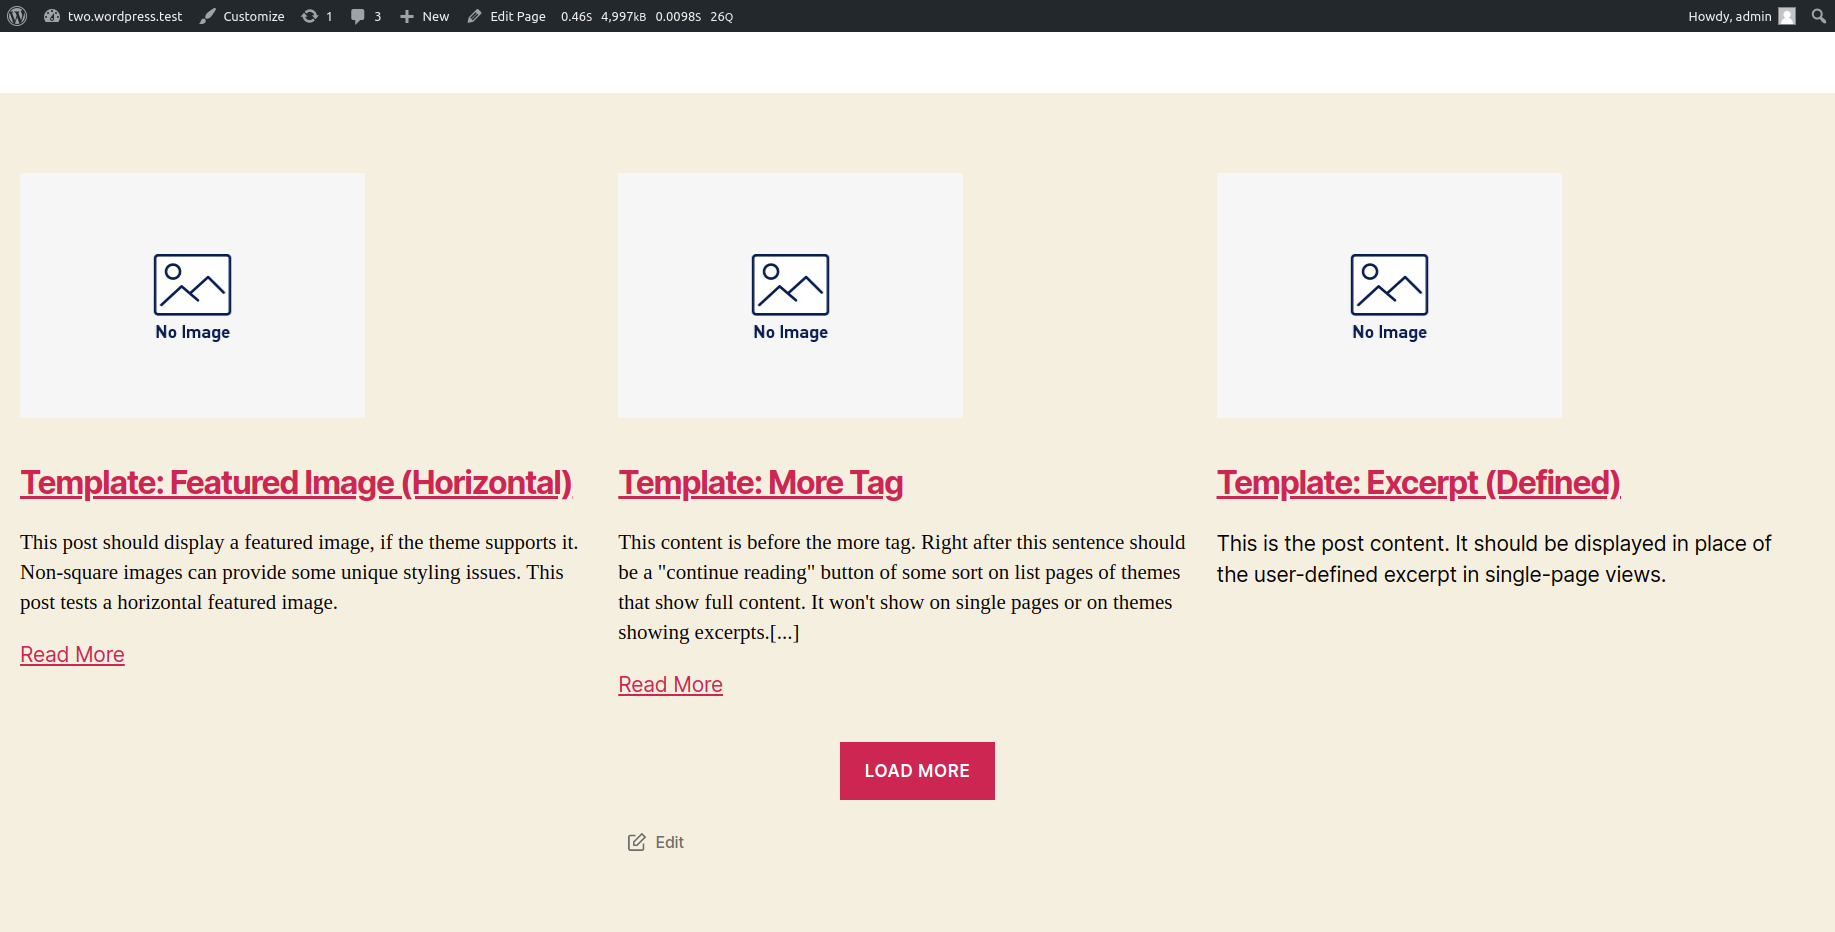 two.wordpress.test Customize 1 3 New Edit Page 0.46S 4,997KB 0.0098S 26Q Howdy, admin
No Image No Image No Image
Template: Featured Image (Horizontal)
This post should display a featured image, if the theme supports it.
Non-square images can provide some unique styling issues. This
post tests a horizontal featured image.
Read More
Template: More Tag
This content is before the more tag. Right after this sentence should
be a "continue reading" button of some sort on list pages of themes
that show full content. It won't show on single pages or on themes
showing excerpts.[...]
Read More
Template: Excerpt (Defined)
This is the post content. It should be displayed in place of
the user-defined excerpt in single-page views.
LOAD MORE
Edit